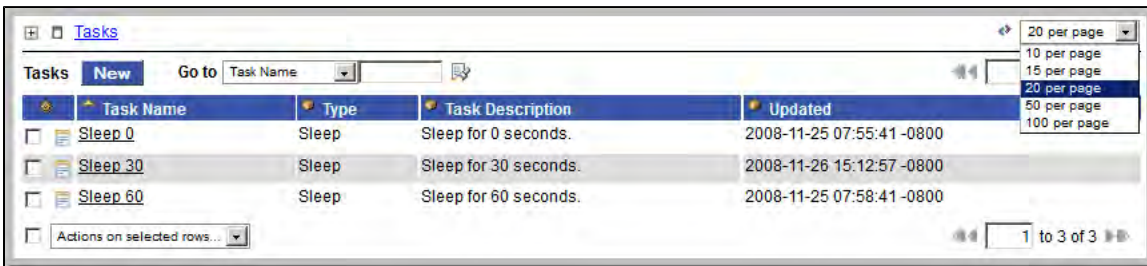 Tasks
20 per page
10 per page
15 per page
20 per page
50 per page
100 per page
Tasks New Go to Task Name
Task Name Type Task Description Updated
Sleep 0 Sleep Sleep for 0 seconds. 2008-11-25 07:55:41 -0800
Sleep 30 Sleep Sleep for 30 seconds. 2008-11-26 15:12:57 -0800
Sleep 60 Sleep Sleep for 60 seconds. 2008-11-25 07:58:41 -0800
Actions on selected rows... 1 to 3 of 3